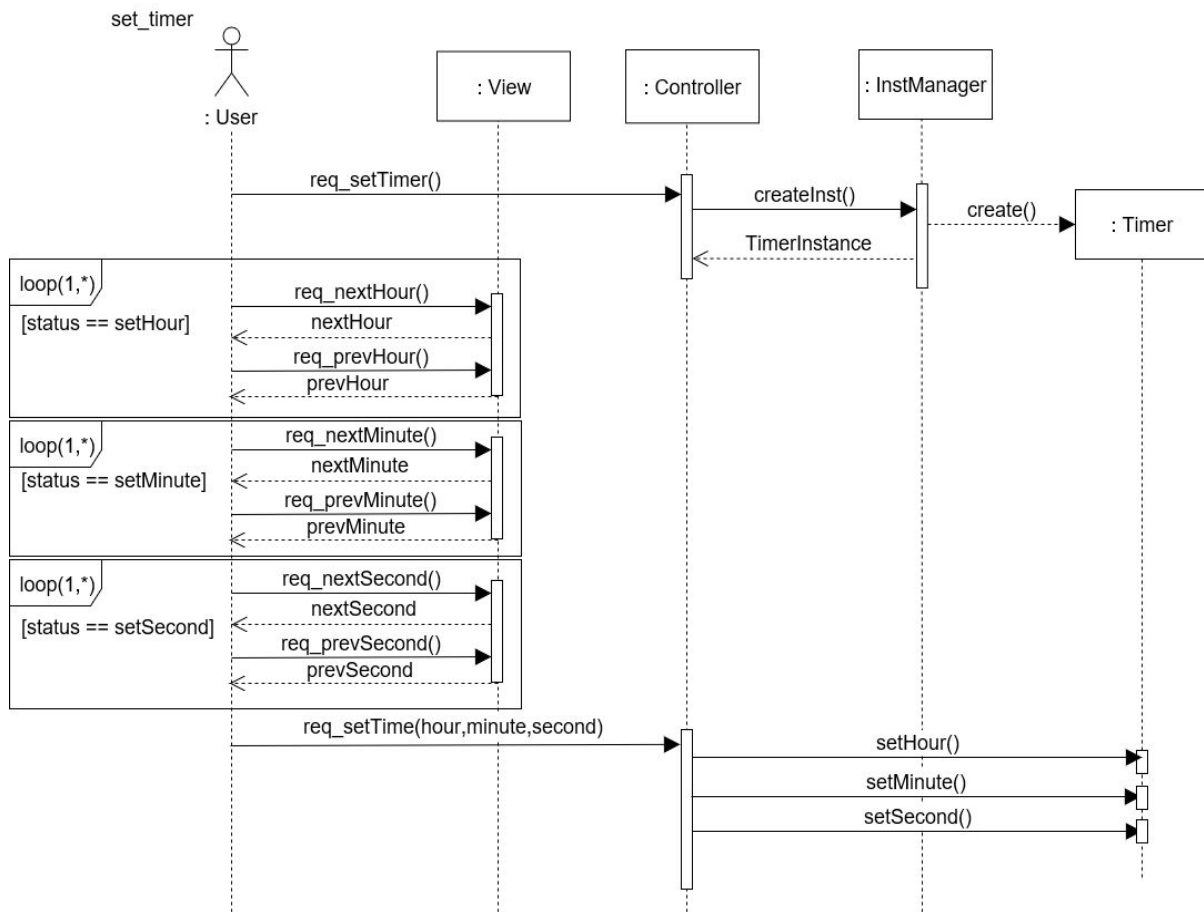 set_timer
: User
: View
: Controller
: InstManager
req_setTimer()
createInst()
create()
: Timer
TimerInstance
loop(1,*)
[status == setHour]
req_nextHour()
nextHour
req_prevHour()
prevHour
loop(1,*)
[status == setMinute]
req_nextMinute()
nextMinute
req_prevMinute()
prevMinute
loop(1,*)
[status == setSecond]
req_nextSecond()
nextSecond
req_prevSecond()
prevSecond
req_setTime(hour,minute,second)
setHour()
setMinute()
setSecond()